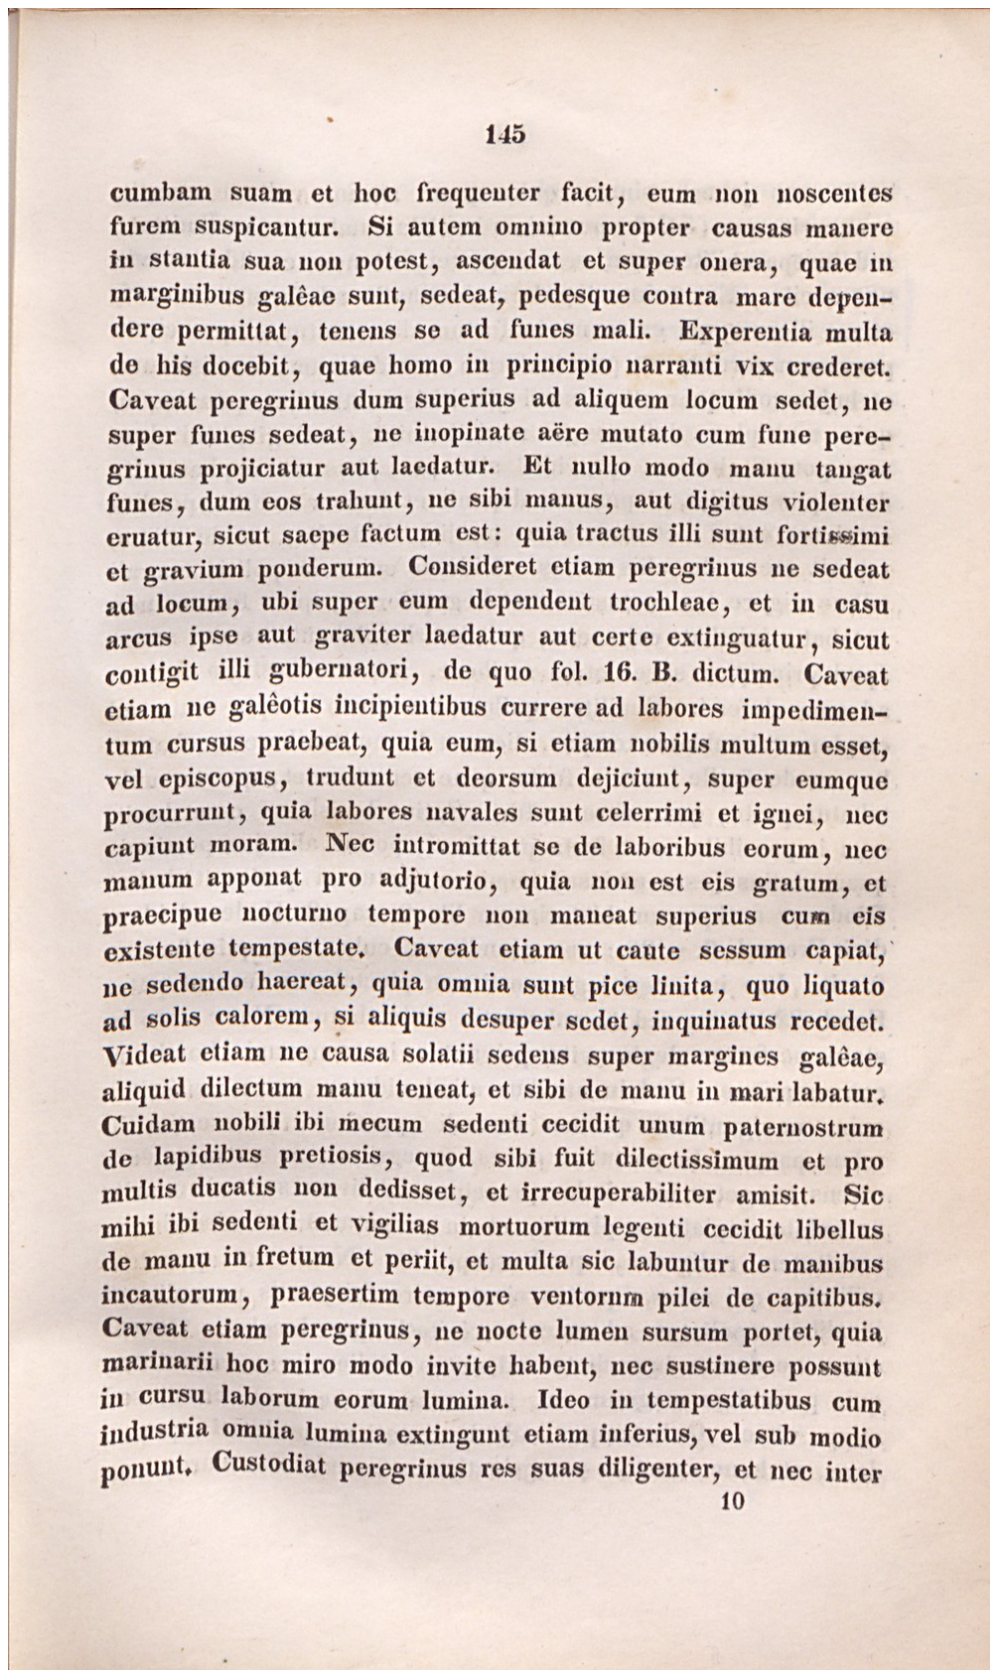 145
cumbam suam et hoc frequenter facit, eum non noscentes
furem suspicantur. Si autem omnino propter causas manere
in stantia sua non potest, ascendat et super onera, quae in
marginibus galêae sunt, sedeat, pedesque contra mare depen-
dere permittat, tenens se ad funes mali. Experentia multa
de his docebit, quae homo in principio narranti vix crederet.
Caveat peregrinus dum superius ad aliquem locum sedet, ne
super funes sedeat, ne inopinate aëre mutato cum fune pere-
grinus projiciatur aut laedatur. Et nullo modo manu tangat
funes, dum eos trahunt, ne sibi manus, aut digitus violenter
eruatur, sicut saepe factum est: quia tractus illi sunt fortissimi
et gravium ponderum. Consideret etiam peregrinus ne sedeat
ad locum, ubi super eum dependent trochleae, et in casu
arcus ipse aut graviter laedatur aut certe extinguatur, sicut
contigit illi gubernatori, de quo fol. 16. B. dictum. Caveat
etiam ne galêotis incipientibus currere ad labores impedimen-
tum cursus praebeat, quia eum, si etiam nobilis multum esset,
vel episcopus, trudunt et deorsum dejiciunt, super eumque
procurrunt, quia labores navales sunt celerrimi et ignei, nec
capiunt moram. Nec intromittat se de laboribus eorum, nec
manum apponat pro adjutorio, quia non est eis gratum, et
praecipue nocturno tempore non maneat superius cum eis
existente tempestate. Caveat etiam ut caute sessum capiat,
ne sedendo haereat, quia omnia sunt pice linita, quo liquato
ad solis calorem, si aliquis desuper sedet, inquinatus recedet.
Videat etiam ne causa solatii sedens super margines galêae,
aliquid dilectum manu teneat, et sibi de manu in mari labatur.
Cuidam nobili ibi mecum sedenti cecidit unum paternostrum
de lapidibus pretiosis, quod sibi fuit dilectissimum et pro
multis ducatis non dedisset, et irrecuperabiliter amisit. Sic
mihi ibi sedenti et vigilias mortuorum legenti cecidit libellus
de manu in fretum et periit, et multa sic labuntur de manibus
incautorum, praesertim tempore ventornm pilei de capitibus.
Caveat etiam peregrinus, ne nocte lumen sursum portet, quia
marinarii hoc miro modo invite habent, nec sustinere possunt
in cursu laborum eorum lumina. Ideo in tempestatibus cum
industria omnia lumina extingunt etiam inferius, vel sub modio
ponunt. Custodiat peregrinus res suas diligenter, et nec inter
10